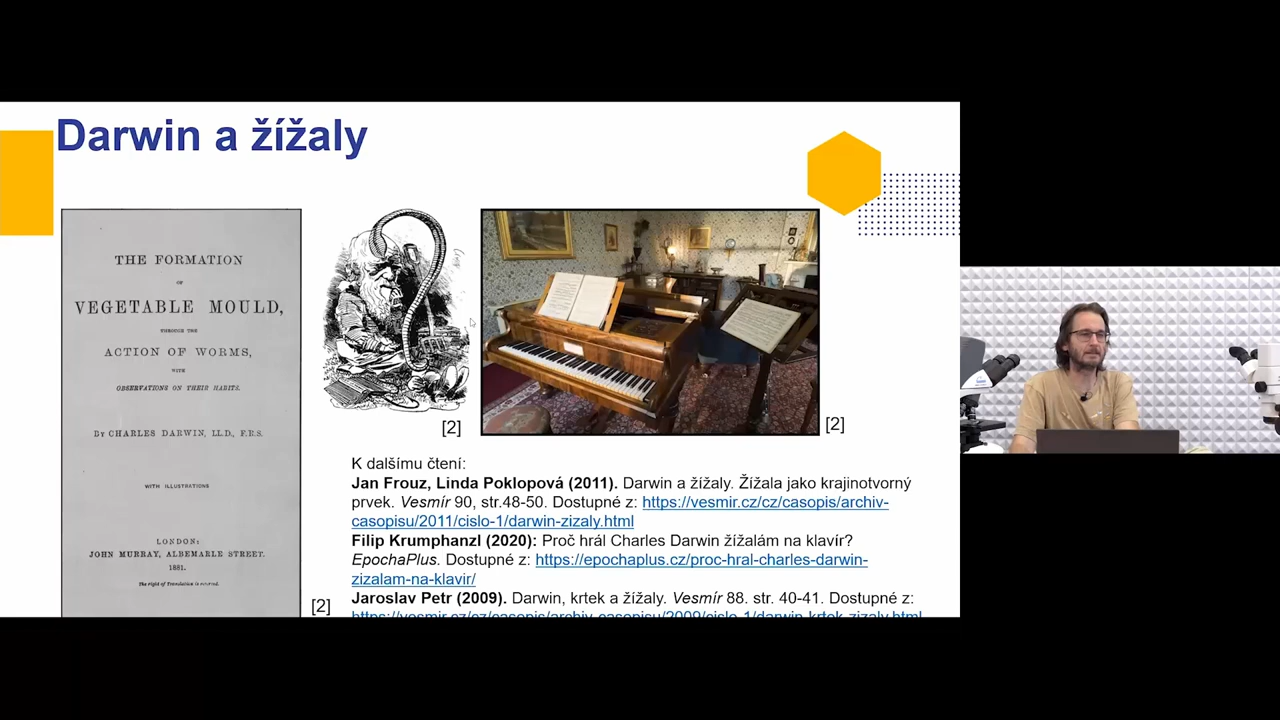 Darwin a žížaly
THE FORMATION
OF
VEGETABLE MOULD,
THROUGH THE
ACTION OF WORMS,
WITH
OBSERVATIONS ON THEIR HABITS.
BY CHARLES DARWIN, LL.D., F.R.S.
WITH ILLUSTRATIONS
LONDON:
JOHN MURRAY, ALBEMARLE STREET.
1881.
The right of Translation is reserved.
[2]
[2]
[2]
K dalšímu čtení:
Jan Frouz, Linda Poklopová (2011). Darwin a žížaly. Žížala jako krajinotvorný
prvek. Vesmír 90, str.48-50. Dostupné z: https://vesmir.cz/cz/casopis/archiv-
casopisu/2011/cislo-1/darwin-zizaly.html
Filip Krumphanzl (2020): Proč hrál Charles Darwin žížalám na klavír?
EpochaPlus. Dostupné z: https://epochaplus.cz/proc-hral-charles-darwin-
zizalam-na-klavir/
Jaroslav Petr (2009). Darwin, krtek a žížaly. Vesmír 88. str. 40-41. Dostupné z:
https://vesmir.cz/cz/casopis/archiv-casopisu/2009/cislo-1/darwin-krtek-zizaly.html